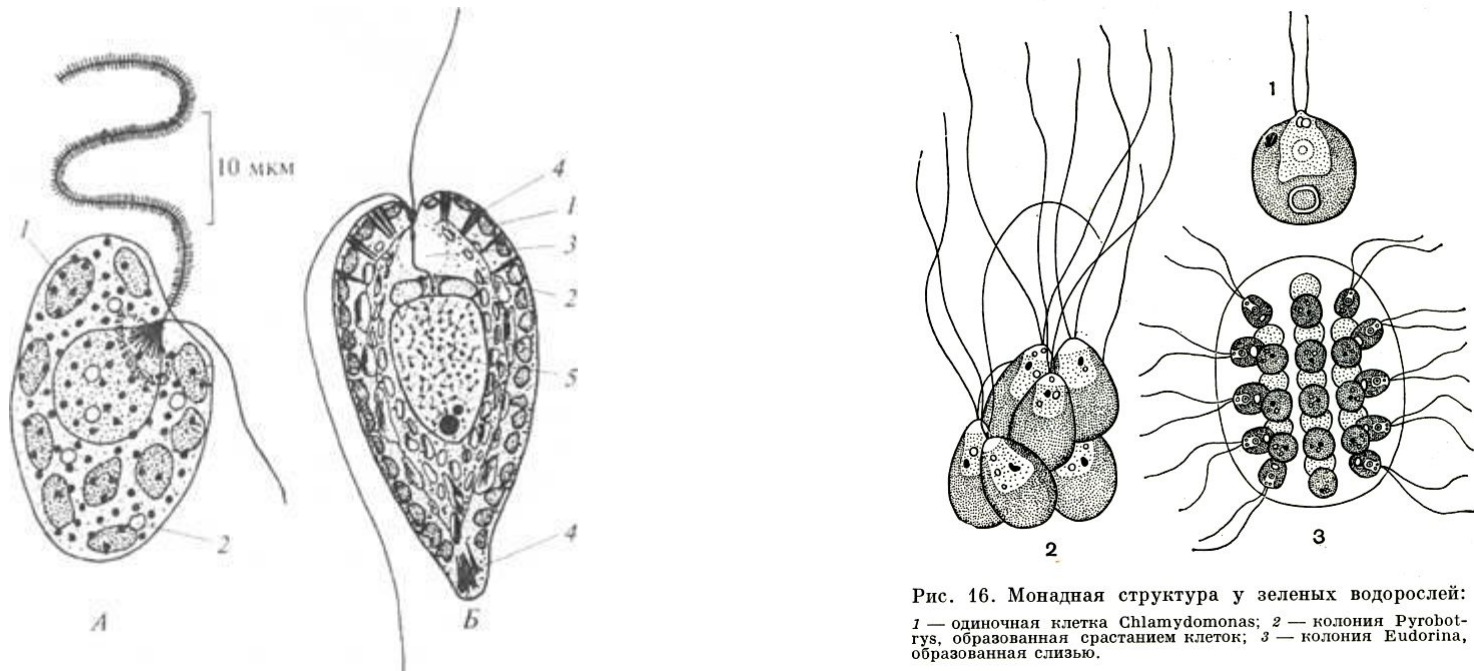 1
10 мкм
2
А
4
1
3
2
5
4
Б
1
2
3
Рис. 16. Монадная структура у зеленых водорослей:
1 — одиночная клетка Chlamydomonas; 2 — колония Pyrobot-
rys, образованная срастанием клеток; 3 — колония Eudorina,
образованная слизью.